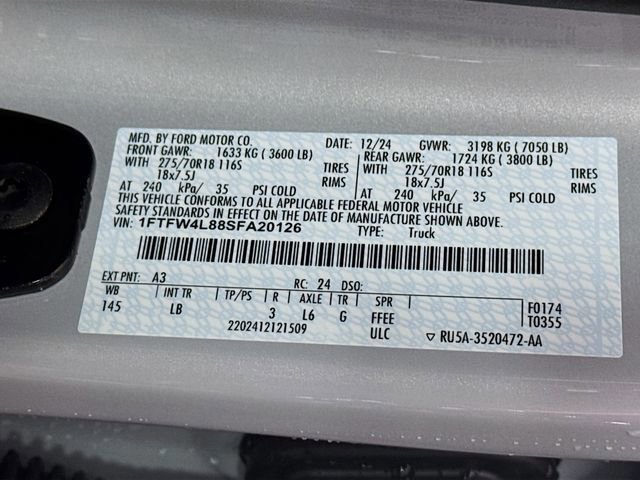 MFD. BY FORD MOTOR CO. DATE: 12/24 GVWR: 3198 KG ( 7050 LB)
FRONT GAWR: 1633 KG ( 3600 LB) REAR GAWR: 1724 KG ( 3800 LB)
WITH 275/70R18 116S TIRES WITH 275/70R18 116S TIRES
18x7.5J RIMS 18x7.5J RIMS
AT 240 kPa/ 35 PSI COLD AT 240 kPa/ 35 PSI COLD
THIS VEHICLE CONFORMS TO ALL APPLICABLE FEDERAL MOTOR VEHICLE
SAFETY STANDARDS IN EFFECT ON THE DATE OF MANUFACTURE SHOWN ABOVE.
VIN: 1FTFW4L88SFA20126 TYPE: Truck
EXT PNT: A3 RC: 24 DSO:
WB INT TR TP/PS R AXLE TR SPR F0174
145 LB 3 L6 G FFEE T0355
2202412121509 ULC ▽ RU5A-3520472-AA